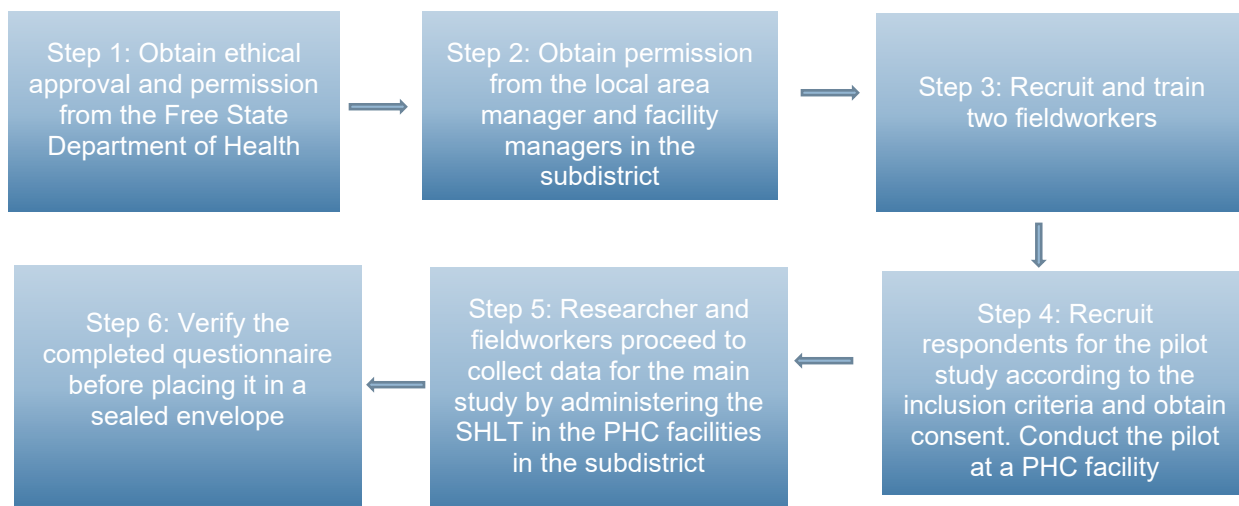 Step 1: Obtain ethical
approval and permission
from the Free State
Department of Health
Step 2: Obtain permission
from the local area
manager and facility
managers in the
subdistrict
Step 3: Recruit and train
two fieldworkers
Step 4: Recruit
respondents for the pilot
study according to the
inclusion criteria and obtain
consent. Conduct the pilot
at a PHC facility
Step 5: Researcher and
fieldworkers proceed to
collect data for the main
study by administering the
SHLT in the PHC facilities
in the subdistrict
Step 6: Verify the
completed questionnaire
before placing it in a
sealed envelope